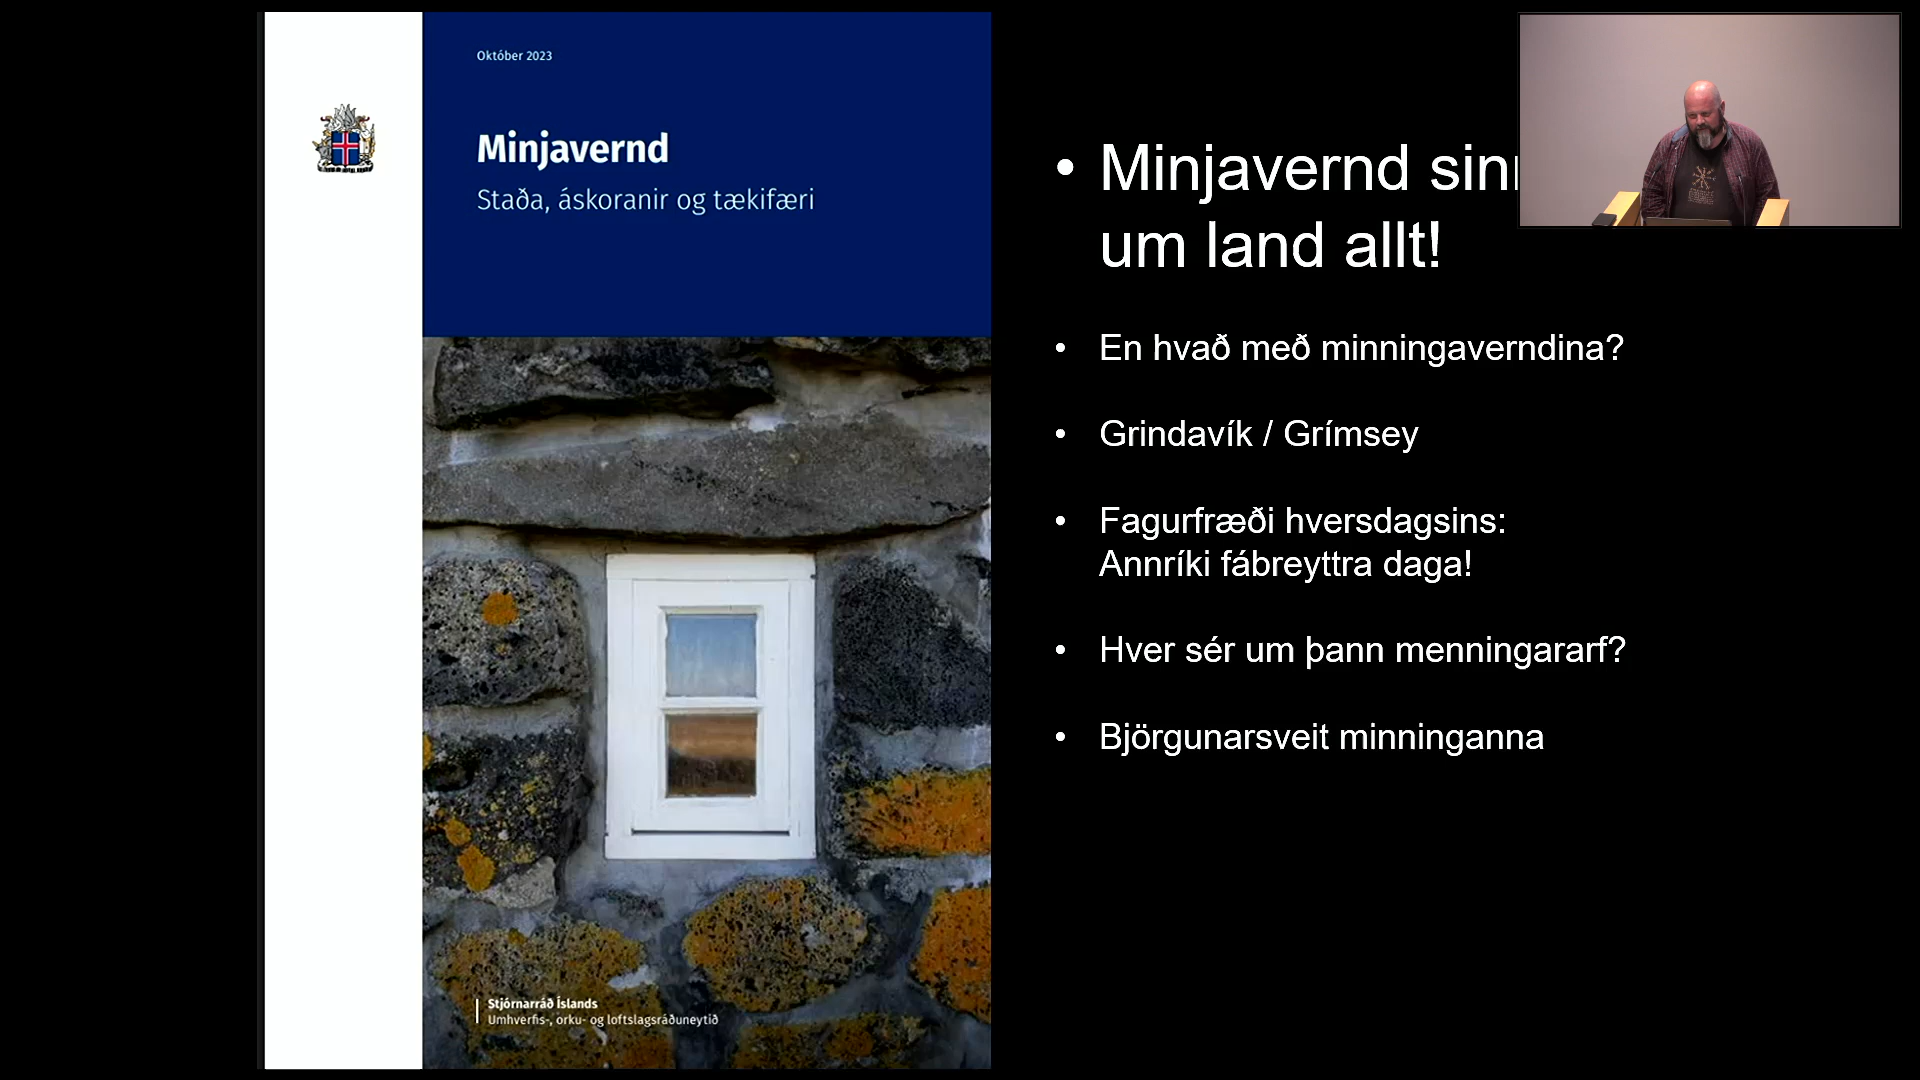 Október 2023
Minjavernd
Staða, áskoranir og tækifæri
Stjórnarráð Íslands
Umhverfis-, orku- og loftslagsráðuneytið
• Minjavernd
um land allt!
• En hvað með minningaverndina?
• Grindavík / Grímsey
• Fagurfræði hversdagsins:
Annríki fábreyttra daga!
• Hver sér um þann menningararf?
• Björgunarsveit minninganna